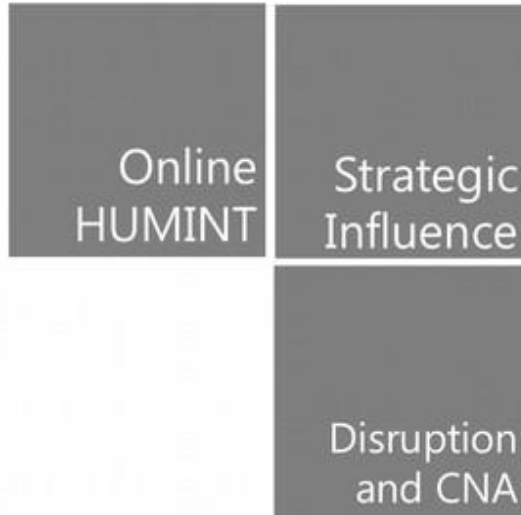 Online
HUMINT
Strategic
Influence
Disruption
and CNA